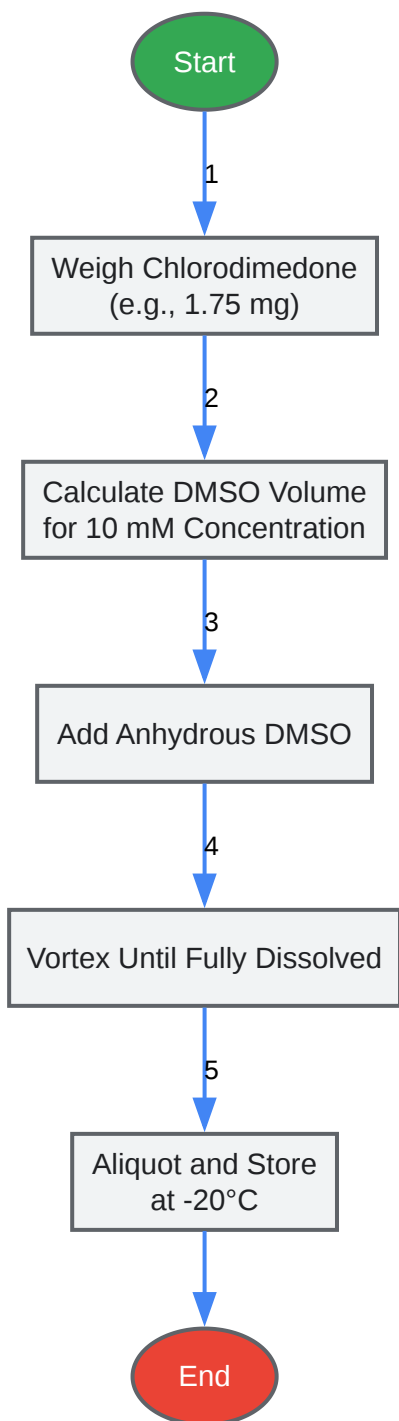 Start
1
Weigh Chlorodimedone
(e.g., 1.75 mg)
2
Calculate DMSO Volume
for 10 mM Concentration
3
Add Anhydrous DMSO
4
Vortex Until Fully Dissolved
5
Aliquot and Store
at -20°C
End